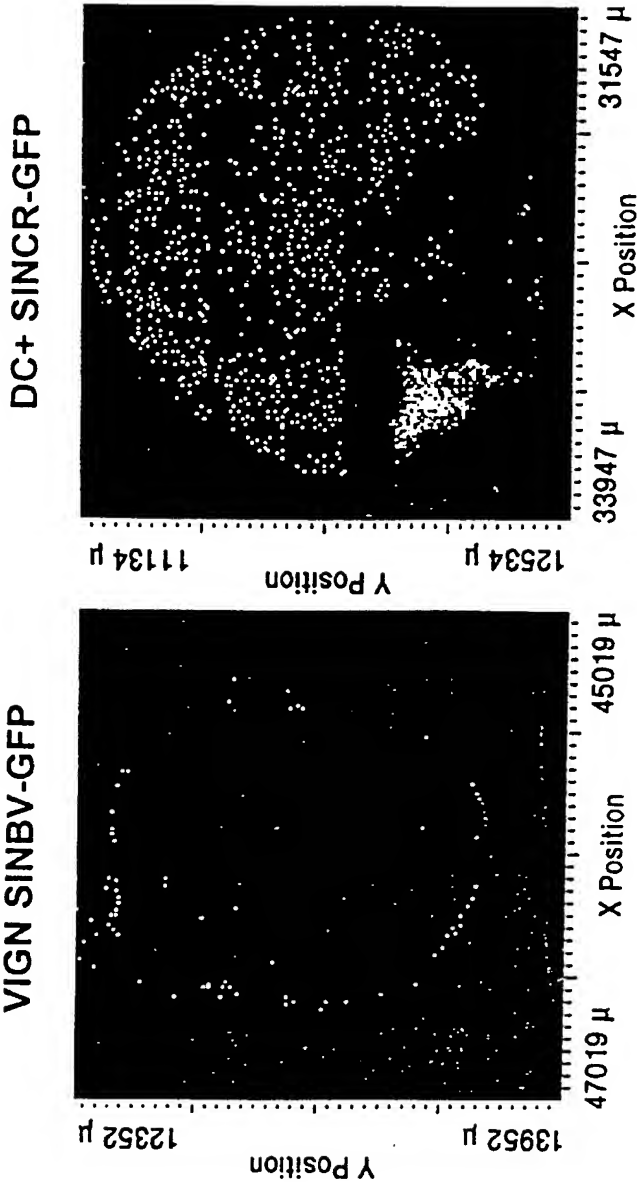 VIGN SINBV-GFP
12352 μ
Y Position
13952 μ
47019 μ
X Position
45019 μ
DC+ SINCR-GFP
11134 μ
Y Position
12534 μ
33947 μ
X Position
31547 μ